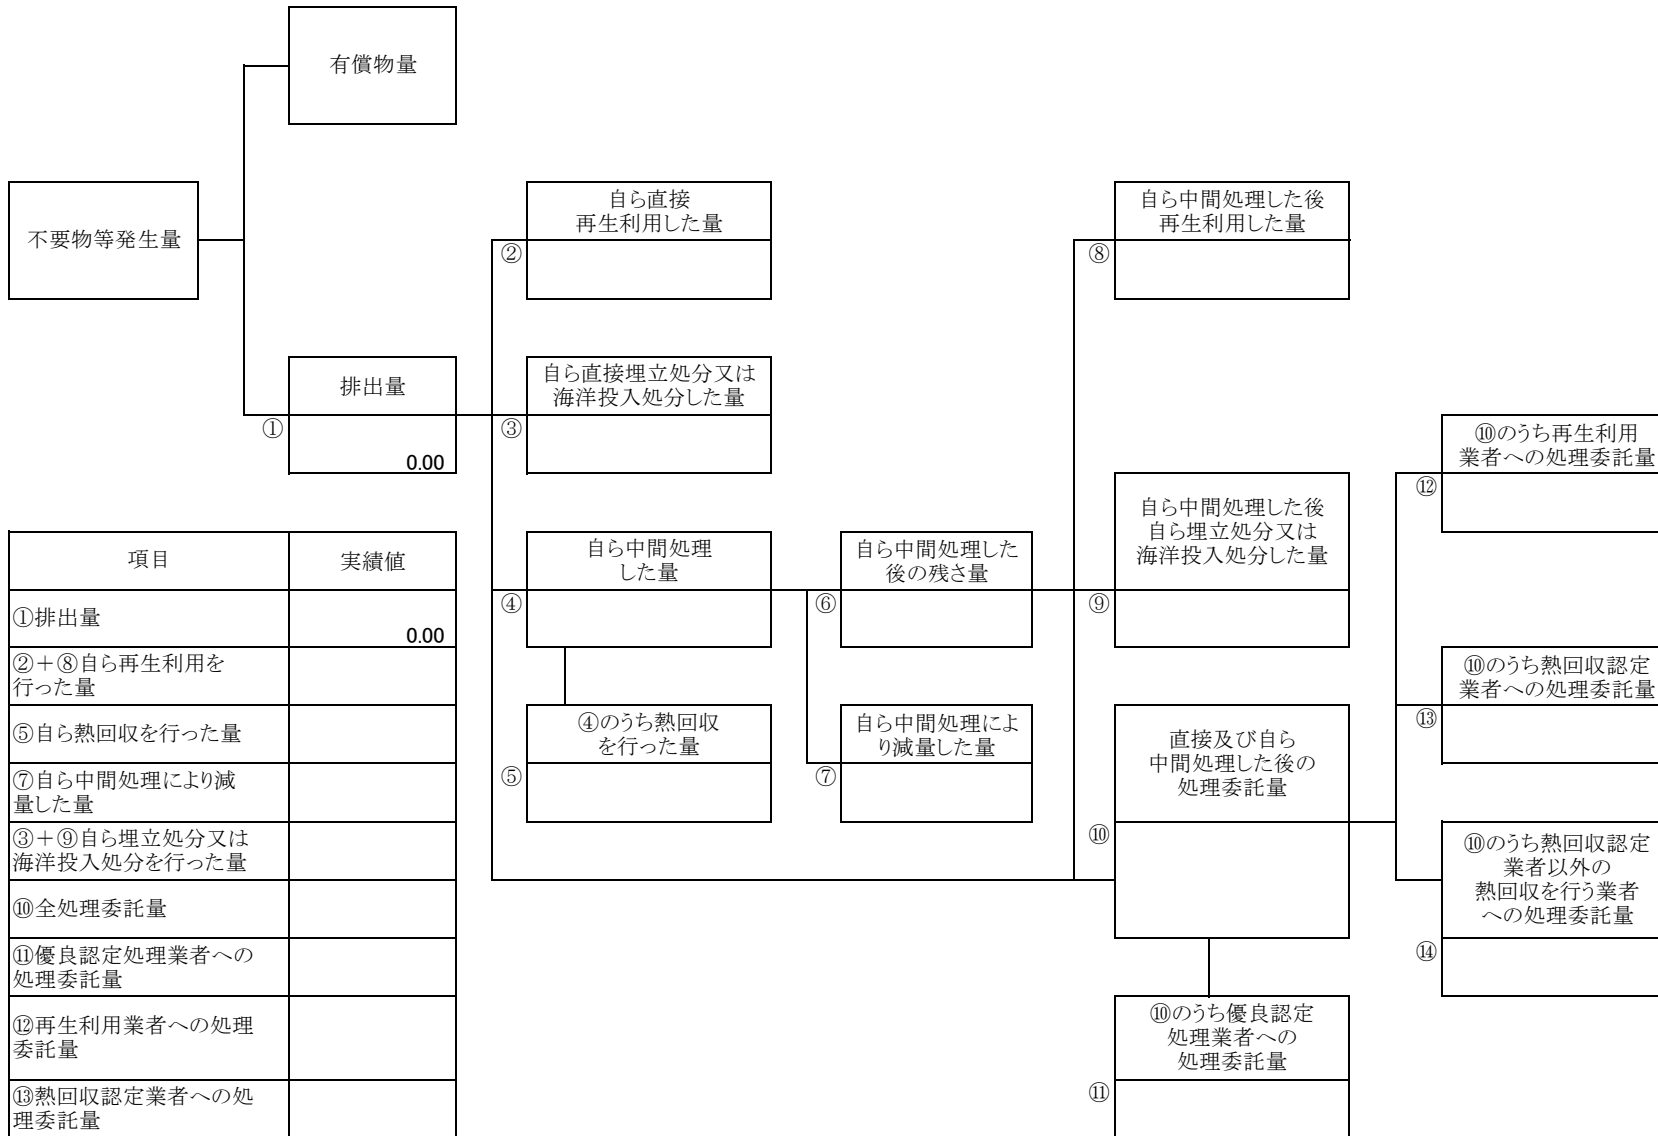 有償物量
不要物等発生量
自ら直接
再生利用した量
②
自ら中間処理した後
再生利用した量
⑧
排出量
①
0.00
自ら直接埋立処分又は
海洋投入処分した量
③
⑩のうち再生利用
業者への処理委託量
⑫
自ら中間処理した後
自ら埋立処分又は
海洋投入処分した量
⑨
自ら中間処理
した量
④
自ら中間処理した
後の残さ量
⑥
⑩のうち熱回収認定
業者への処理委託量
⑬
④のうち熱回収
を行った量
⑤
自ら中間処理によ
り減量した量
⑦
直接及び自ら
中間処理した後の
処理委託量
⑩
⑩のうち熱回収認定
業者以外の
熱回収を行う業者
への処理委託量
⑭
⑩のうち優良認定
処理業者への
処理委託量
⑪
項目 実績値
①排出量 0.00
②＋⑧自ら再生利用を
行った量
⑤自ら熱回収を行った量
⑦自ら中間処理により減
量した量
③＋⑨自ら埋立処分又は
海洋投入処分を行った量
⑩全処理委託量
⑪優良認定処理業者への
処理委託量
⑫再生利用業者への処理
委託量
⑬熱回収認定業者への処
理委託量